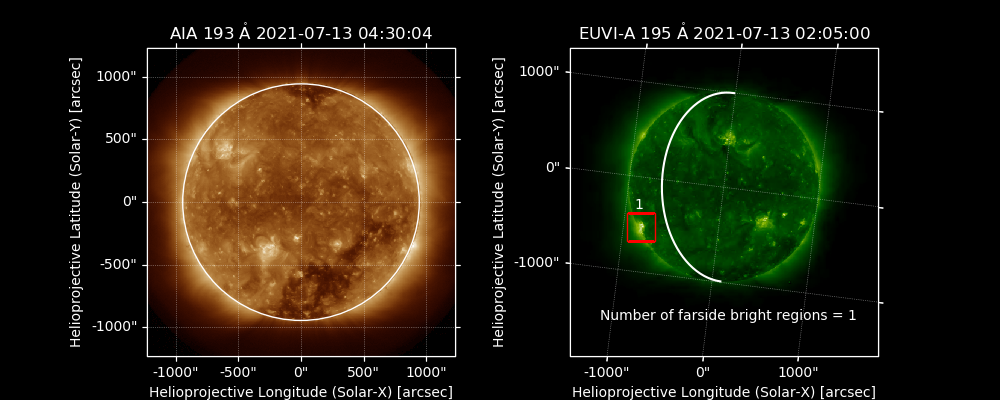 AIA 193 Å 2021-07-13 04:30:04
Helioprojective Latitude (Solar-Y) [arcsec]
1000"
500"
0"
-500"
-1000"
-1000"
-500"
0"
500"
1000"
Helioprojective Longitude (Solar-X) [arcsec]
EUVI-A 195 Å 2021-07-13 02:05:00
Helioprojective Latitude (Solar-Y) [arcsec]
1000"
0"
-1000"
1
Number of farside bright regions = 1
-1000"
0"
1000"
Helioprojective Longitude (Solar-X) [arcsec]